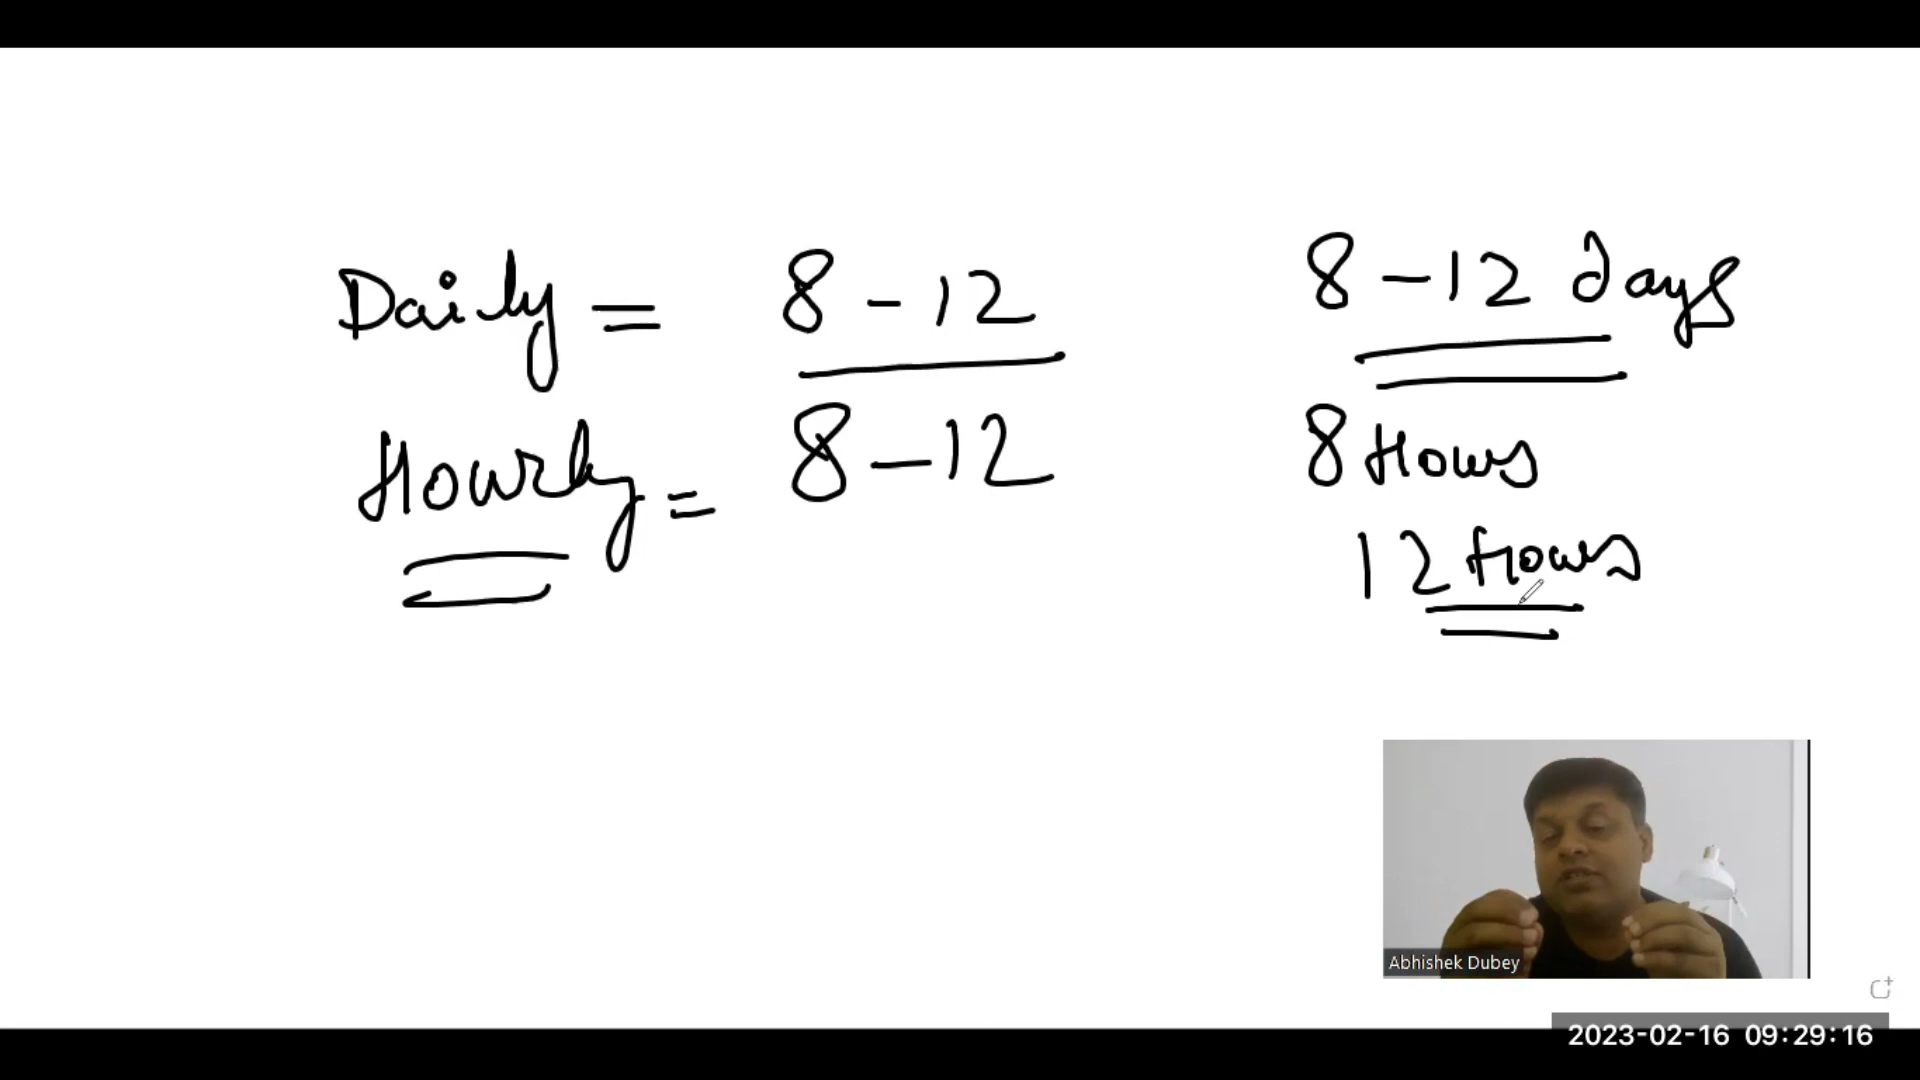 Daily = 8 - 12
Hourly = 8 - 12
8 - 12 days
8 Hours
12 Hours
Abhishek Dubey
2023-02-16 09:29:16